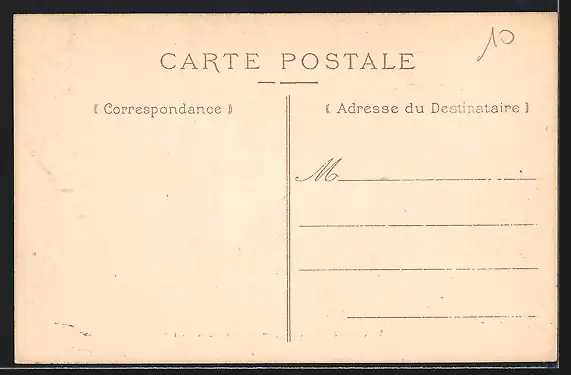 10
CARTE POSTALE
( Correspondance )
( Adresse du Destinataire )
M